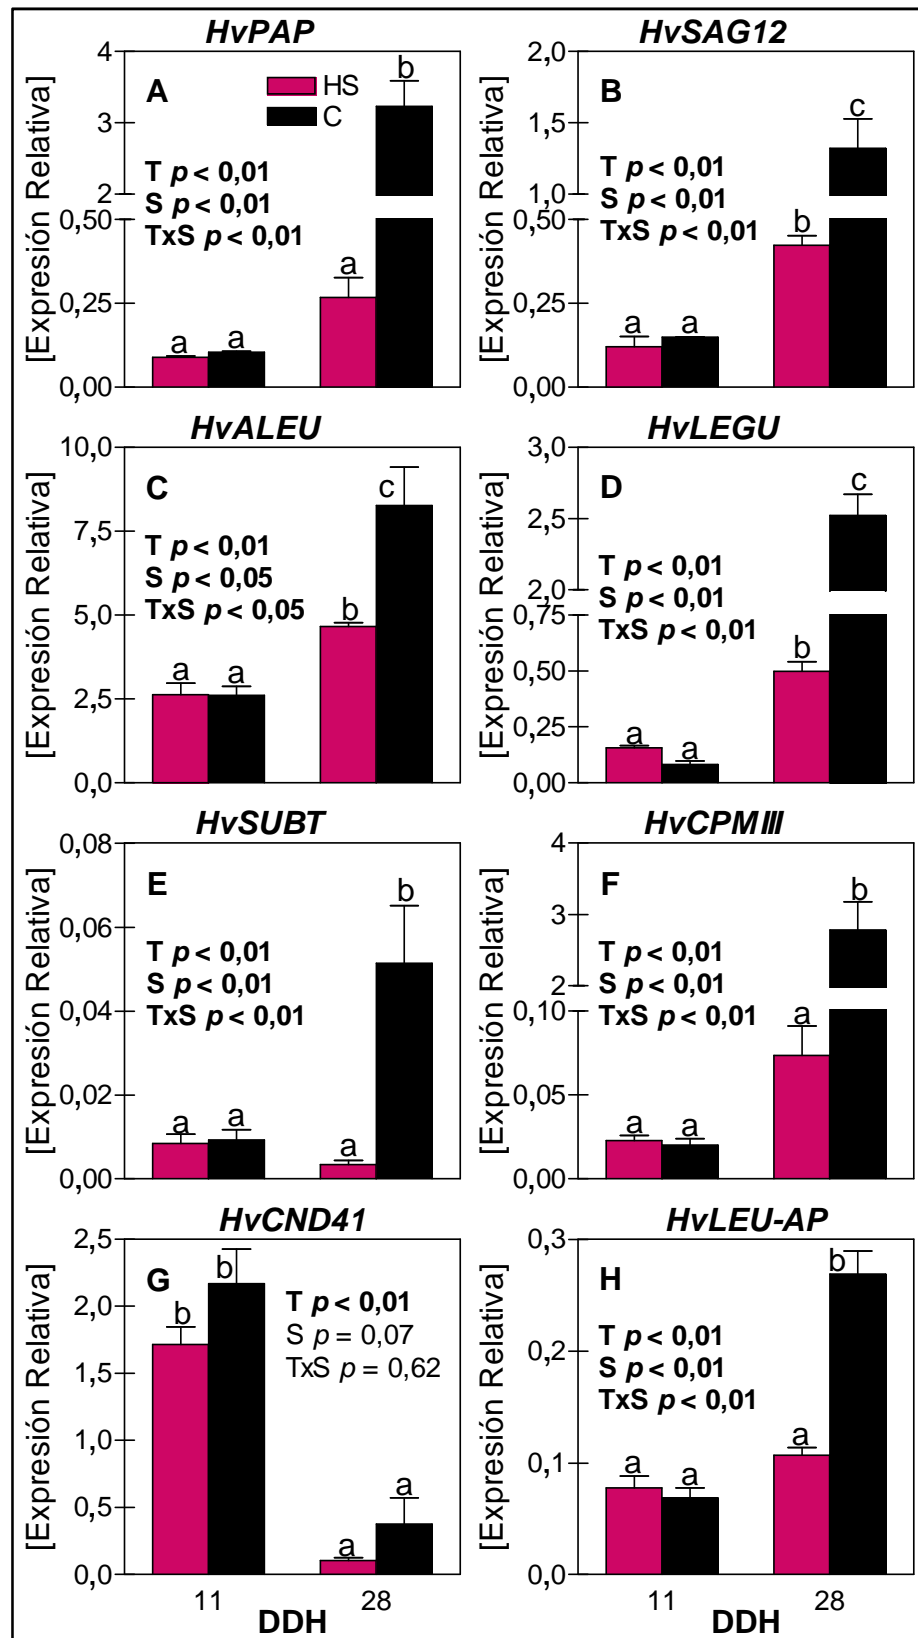 HvPAP
[Expresión Relativa]
4
3
2
0,50
0,25
0,00
A
HS
C
T p < 0,01
S p < 0,01
TxS p < 0,01
a
a
a
b
HvSAG12
[Expresión Relativa]
2,0
1,5
1,0
0,50
0,25
0,00
B
T p < 0,01
S p < 0,01
TxS p < 0,01
a
a
b
c
HvALEU
[Expresión Relativa]
10,0
7,5
5,0
2,5
0,0
C
T p < 0,01
S p < 0,05
TxS p < 0,05
a
a
b
c
HvLEGU
[Expresión Relativa]
3,0
2,5
2,0
0,75
0,50
0,25
0,00
D
T p < 0,01
S p < 0,01
TxS p < 0,01
a
a
b
c
HvSUBT
[Expresión Relativa]
0,08
0,06
0,04
0,02
0,00
E
T p < 0,01
S p < 0,01
TxS p < 0,01
a
a
a
b
HvCPMIII
[Expresión Relativa]
4
3
2
0,10
0,05
0,00
F
T p < 0,01
S p < 0,01
TxS p < 0,01
a
a
a
b
HvCND41
[Expresión Relativa]
2,5
2,0
1,5
1,0
0,5
0,0
G
T p < 0,01
S p = 0,07
TxS p = 0,62
b
b
a
a
11
28
DDH
HvLEU-AP
[Expresión Relativa]
0,3
0,2
0,1
0,0
H
T p < 0,01
S p < 0,01
TxS p < 0,01
a
a
a
b
11
28
DDH